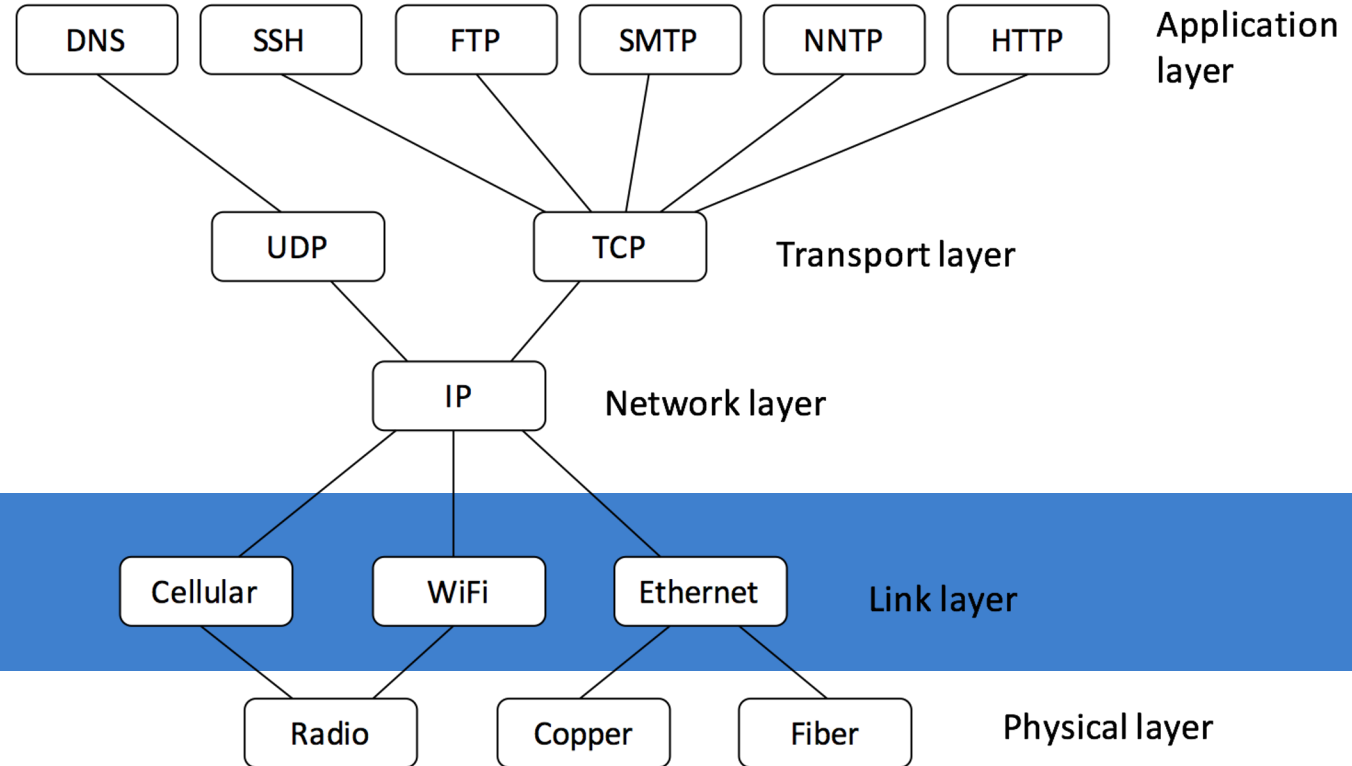 DNS
SSH
FTP
SMTP
NNTP
HTTP
Application
layer
UDP
TCP
Transport layer
IP
Network layer
Cellular
WiFi
Ethernet
Link layer
Radio
Copper
Fiber
Physical layer